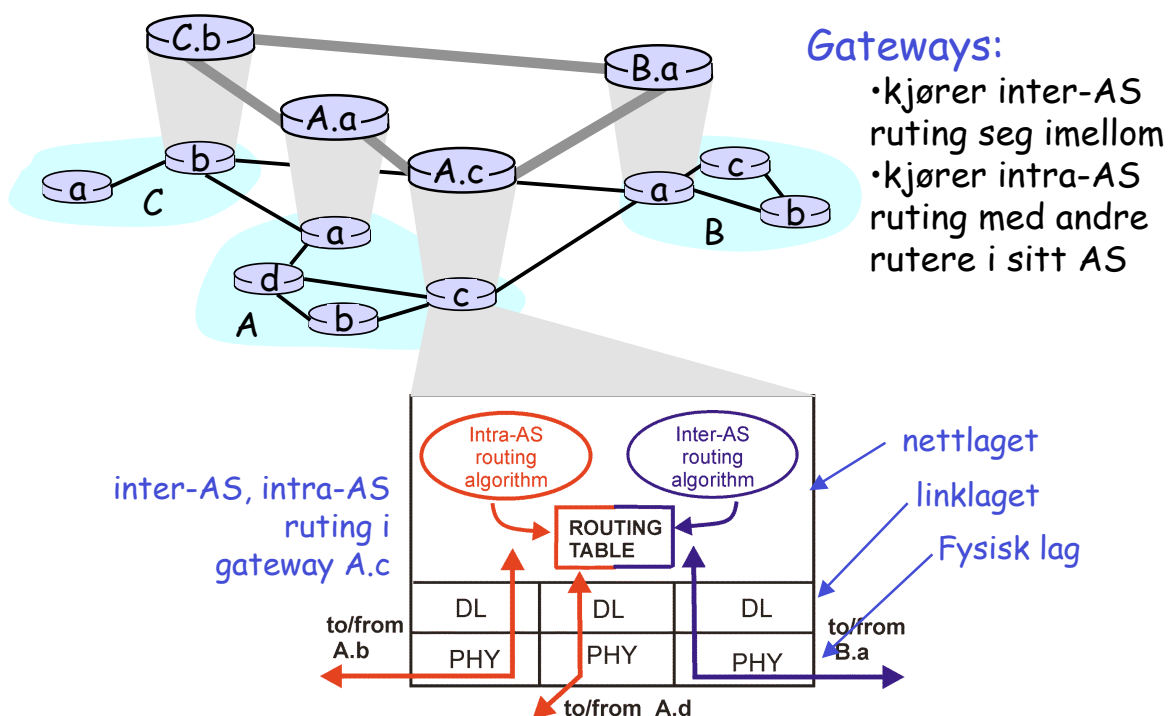 C.b
B.a
A.a
A.c
Gateways:
•kjører inter-AS
ruting seg imellom
•kjører intra-AS
ruting med andre
rutere i sitt AS
a
b
C
a
c
b
B
a
d
b
c
A
Intra-AS
routing
algorithm
Inter-AS
routing
algorithm
ROUTING
TABLE
inter-AS, intra-AS
ruting i
gateway A.c
nettlaget
linklaget
Fysisk lag
DL
DL
DL
PHY
PHY
PHY
to/from
A.b
to/from
B.a
to/from A.d